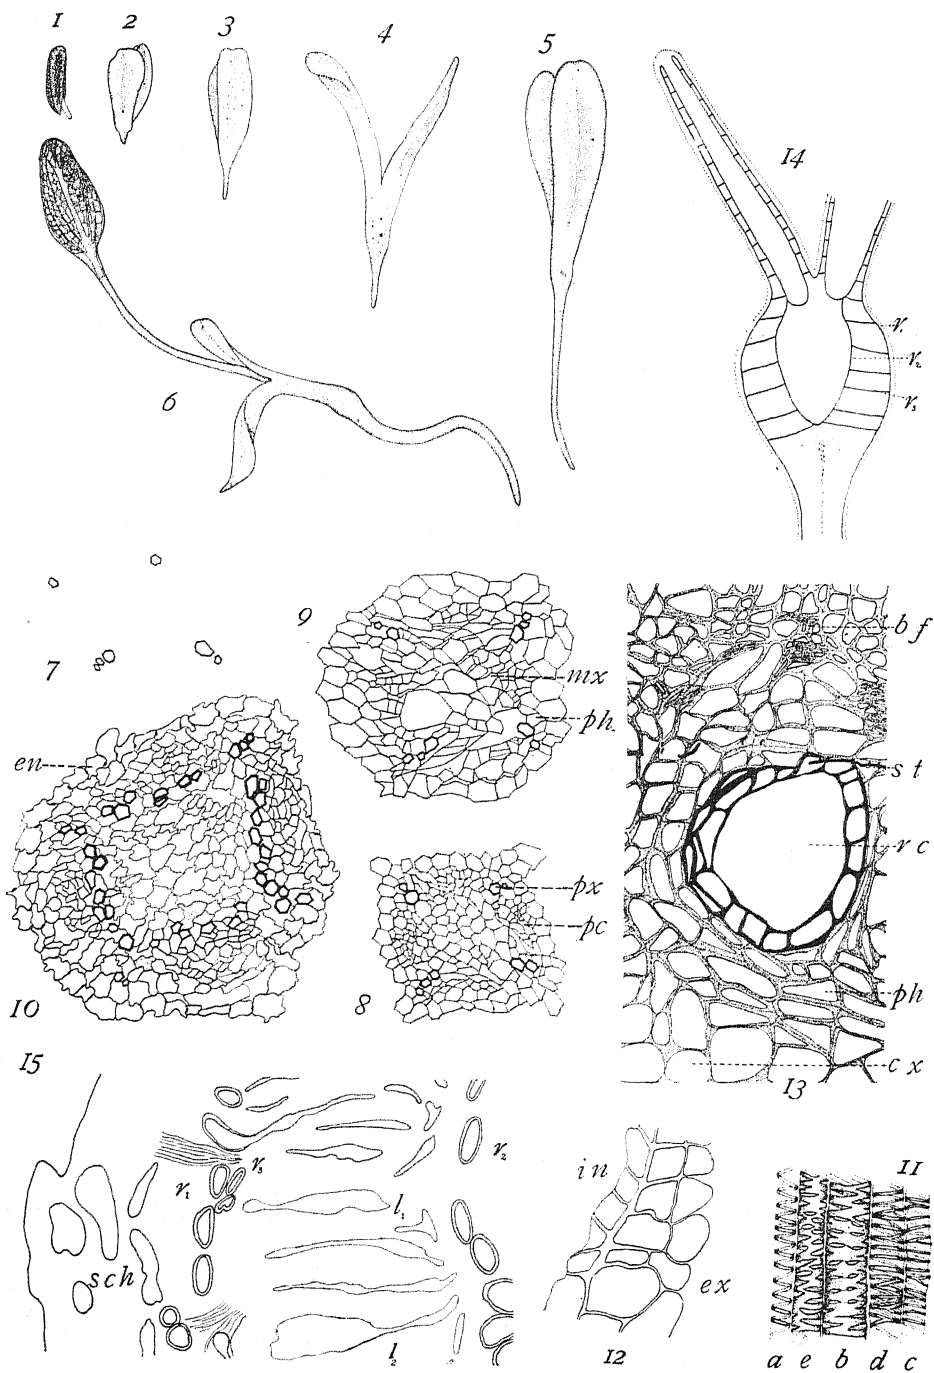 1 2 3 4 5
14
6
r₁
r₂
r₃
7
9
mx
ph.
en
10
8
px
pc
bf
st
rc
ph
cx
13
15
r₁
r₃
r₂
l₁
sch
l₂
in
ex
12
11
a e b d c